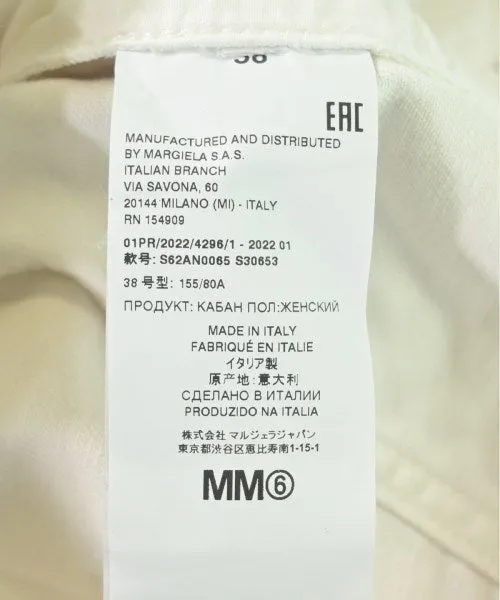 38
EAC
MANUFACTURED AND DISTRIBUTED
BY MARGIELA S.A.S.
ITALIAN BRANCH
VIA SAVONA, 60
20144 MILANO (MI) - ITALY
RN 154909
01PR/2022/4296/1 - 2022 01
款号: S62AN0065 S30653
38 号型: 155/80A
ПРОДУКТ: КАБАН ПОЛ:ЖЕНСКИЙ
MADE IN ITALY
FABRIQUÉ EN ITALIE
イタリア製
原产地:意大利
СДЕЛАНО В ИТАЛИИ
PRODUZIDO NA ITALIA
株式会社 マルジェラジャパン
東京都渋谷区恵比寿南1-15-1
MM⑥